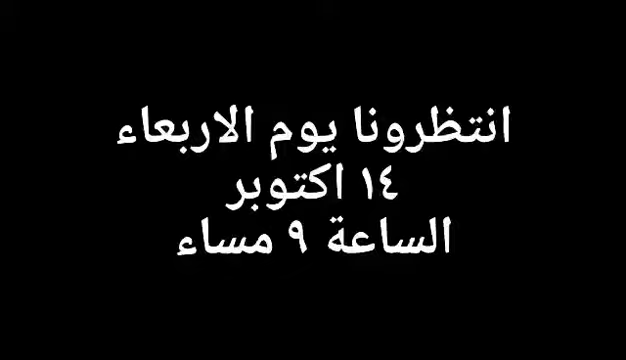 انتظرونا يوم الاربعاء
١٤ اكتوبر
الساعة ٩ مساء